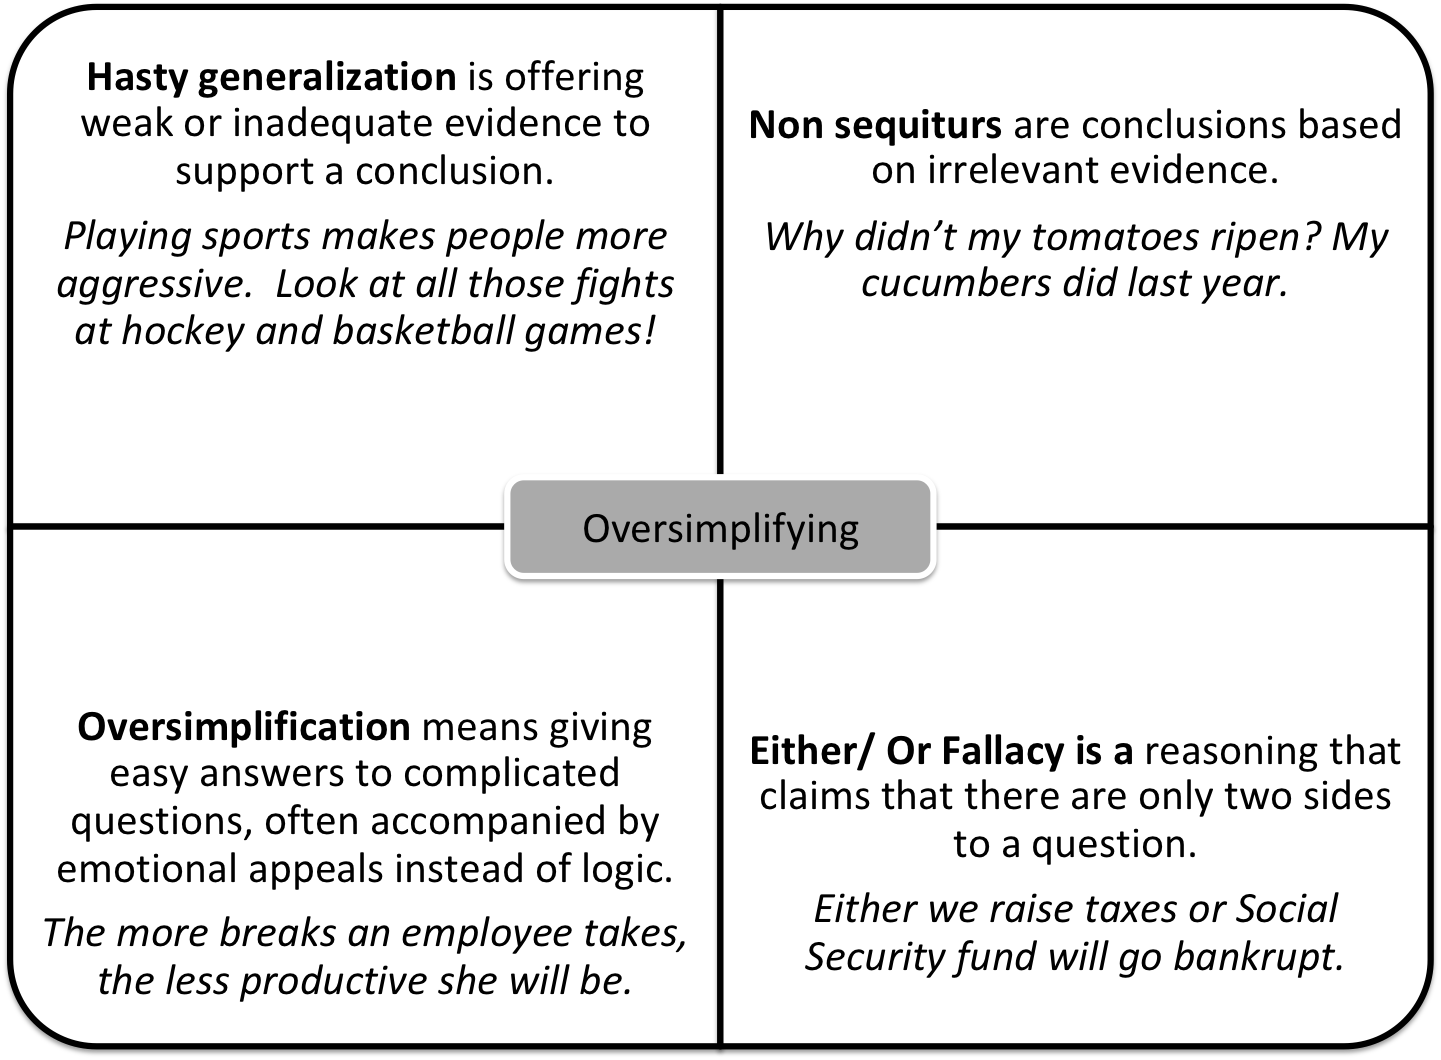 Hasty generalization is offering
weak or inadequate evidence to
support a conclusion.
Playing sports makes people more
aggressive.  Look at all those fights
at hockey and basketball games!
Non sequiturs are conclusions based
on irrelevant evidence.
Why didn’t my tomatoes ripen? My
cucumbers did last year.
Oversimplifying
Oversimplification means giving
easy answers to complicated
questions, often accompanied by
emotional appeals instead of logic.
The more breaks an employee takes,
the less productive she will be.
Either/ Or Fallacy is a reasoning that
claims that there are only two sides
to a question.
Either we raise taxes or Social
Security fund will go bankrupt.